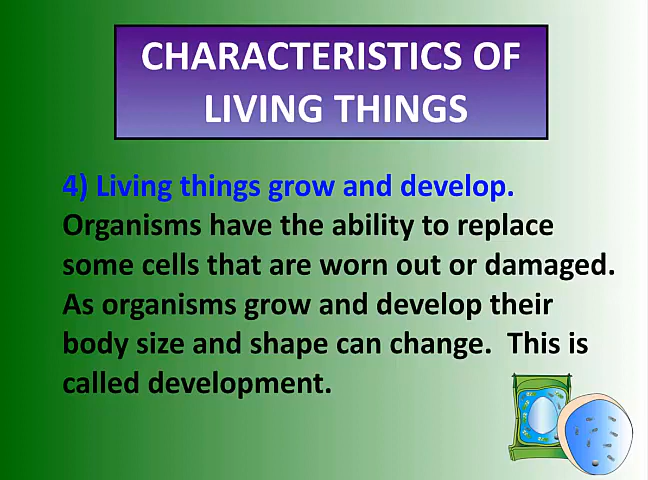 CHARACTERISTICS OF
LIVING THINGS
4) Living things grow and develop.
Organisms have the ability to replace
some cells that are worn out or damaged.
As organisms grow and develop their
body size and shape can change.  This is
called development.